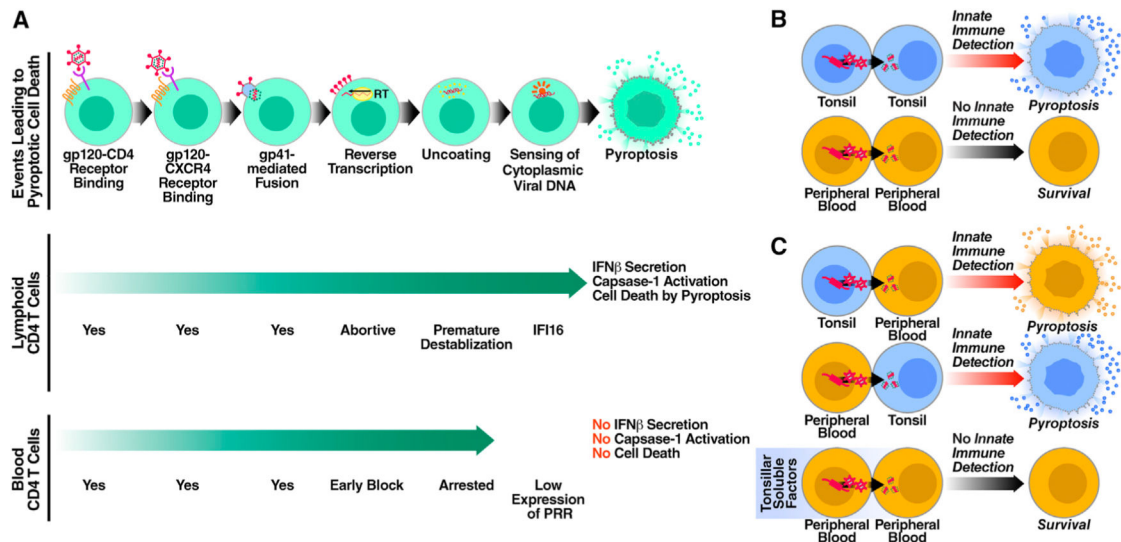 A
Events Leading to
Pyroptotic Cell Death
RT
gp120-CD4
Receptor
Binding
gp120-
CXCR4
Receptor
Binding
gp41-
mediated
Fusion
Reverse
Transcription
Uncoating
Sensing of
Cytoplasmic
Viral DNA
Pyroptosis
Lymphoid
CD4 T Cells
IFNβ Secretion
Capsase-1 Activation
Cell Death by Pyroptosis
Yes
Yes
Yes
Abortive
Premature
Destablization
IFI16
Blood
CD4 T Cells
No IFNβ Secretion
No Capsase-1 Activation
No Cell Death
Yes
Yes
Yes
Early Block
Arrested
Low
Expression
of PRR
B
Tonsil
Tonsil
Innate
Immune
Detection
Pyroptosis
Peripheral
Blood
Peripheral
Blood
No Innate
Immune
Detection
Survival
C
Tonsil
Peripheral
Blood
Innate
Immune
Detection
Pyroptosis
Peripheral
Blood
Tonsil
Innate
Immune
Detection
Pyroptosis
Tonsillar
Soluble
Factors
Peripheral
Blood
Peripheral
Blood
No Innate
Immune
Detection
Survival